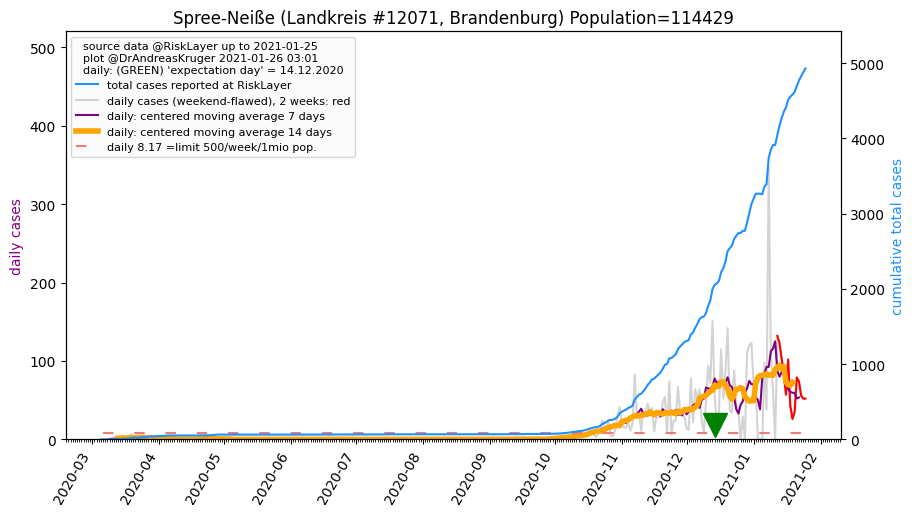 Spree-Neiße (Landkreis #12071, Brandenburg) Population=114429
source data @RiskLayer up to 2021-01-25
plot @DrAndreasKruger 2021-01-26 03:01
daily: (GREEN) 'expectation day' = 14.12.2020
total cases reported at RiskLayer
daily cases (weekend-flawed), 2 weeks: red
daily: centered moving average 7 days
daily: centered moving average 14 days
daily 8.17 =limit 500/week/1mio pop.
daily cases
500
400
300
200
100
0
cumulative total cases
5000
4000
3000
2000
1000
0
2020-03
2020-04
2020-05
2020-06
2020-07
2020-08
2020-09
2020-10
2020-11
2020-12
2021-01
2021-02